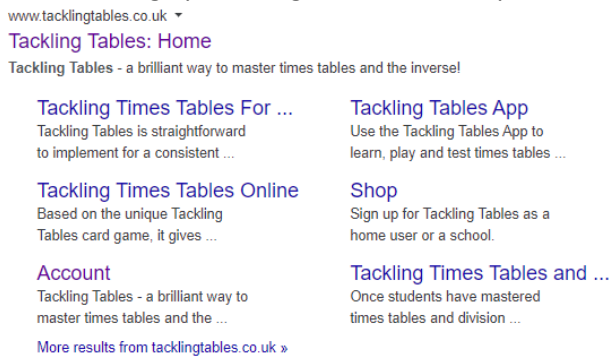 www.tacklingtables.co.uk
Tackling Tables: Home
Tackling Tables - a brilliant way to master times tables and the inverse!
Tackling Times Tables For ...
Tackling Tables is straightforward
to implement for a consistent ...
Tackling Tables App
Use the Tackling Tables App to
learn, play and test times tables ...
Tackling Times Tables Online
Based on the unique Tackling
Tables card game, it gives ...
Shop
Sign up for Tackling Tables as a
home user or a school.
Account
Tackling Tables - a brilliant way to
master times tables and the ...
Tackling Times Tables and ...
Once students have mastered
times tables and division ...
More results from tacklingtables.co.uk »